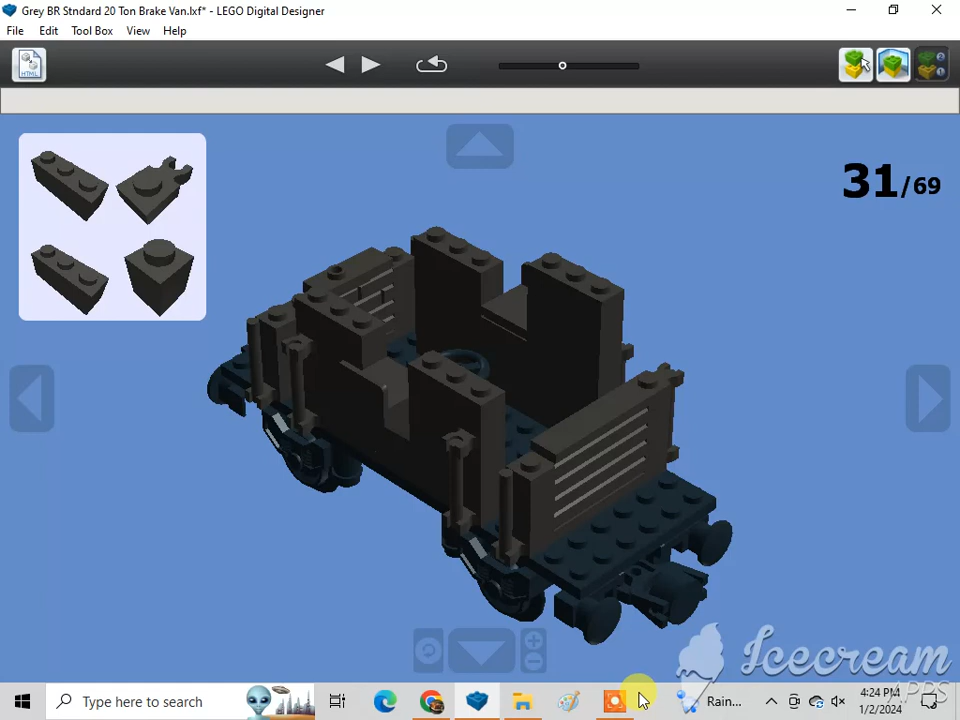 Grey BR Stndard 20 Ton Brake Van.lxf* - LEGO Digital Designer
File Edit Tool Box View Help
HTML
31/69
Icecream
APPS
Type here to search
Rain...
4:24 PM
1/2/2024